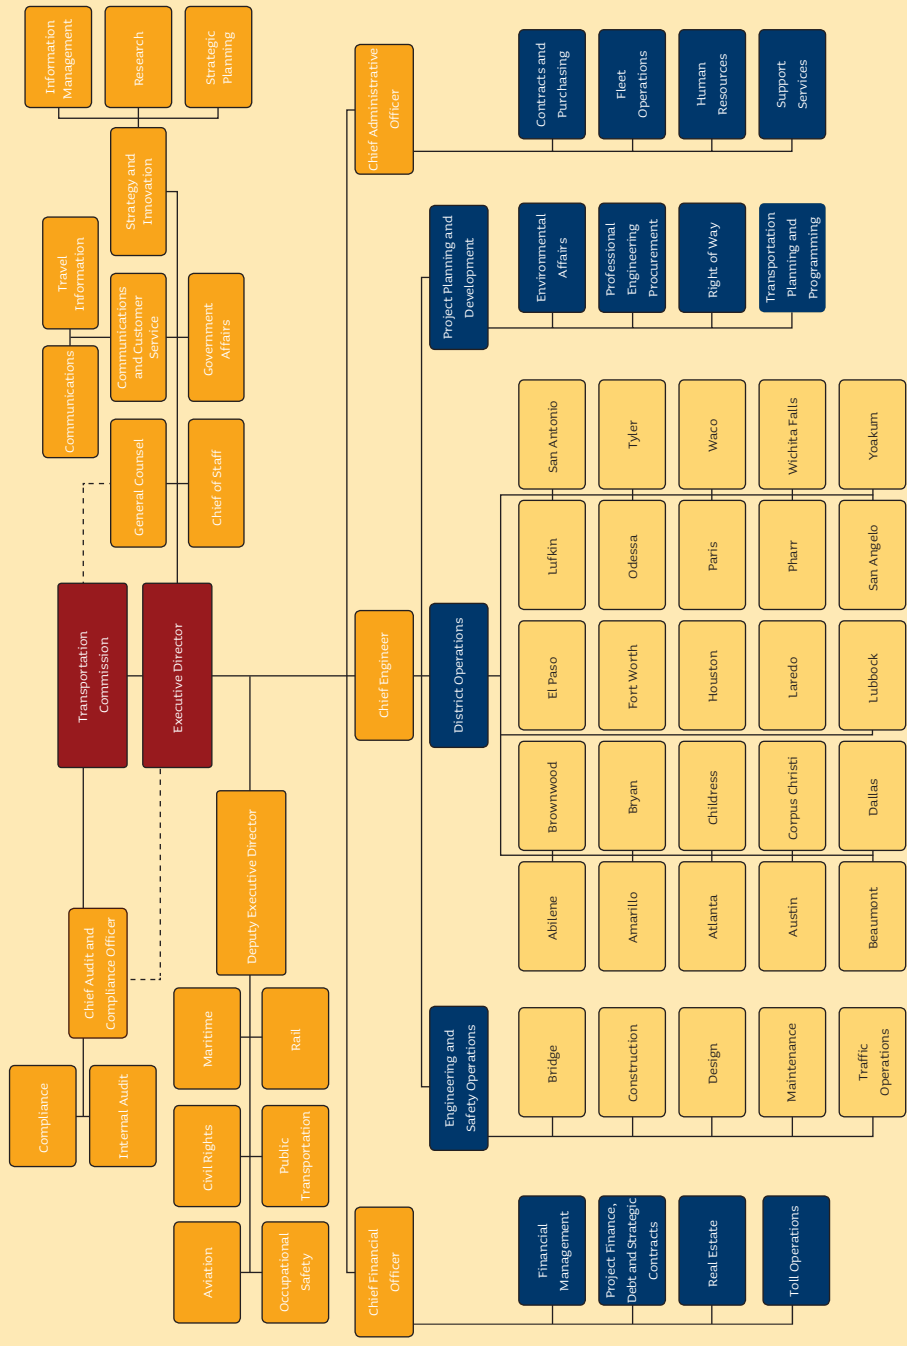 Transportation
Commission
Executive Director
Chief Audit and
Compliance Officer
Compliance
Internal Audit
General Counsel
Chief of Staff
Communications
Travel
Information
Communications
and Customer
Service
Government
Affairs
Strategy and
Innovation
Information
Management
Research
Strategic
Planning
Deputy Executive Director
Aviation
Civil Rights
Maritime
Occupational
Safety
Public
Transportation
Rail
Chief Financial
Officer
Chief Engineer
Chief Administrative
Officer
Engineering and
Safety Operations
District Operations
Project Planning and
Development
Financial
Management
Project Finance,
Debt and Strategic
Contracts
Real Estate
Toll Operations
Bridge
Construction
Design
Maintenance
Traffic
Operations
Abilene
Amarillo
Atlanta
Austin
Beaumont
Brownwood
Bryan
Childress
Corpus Christi
Dallas
El Paso
Fort Worth
Houston
Laredo
Lubbock
Lufkin
Odessa
Paris
Pharr
San Angelo
San Antonio
Tyler
Waco
Wichita Falls
Yoakum
Environmental
Affairs
Professional
Engineering
Procurement
Right of Way
Transportation
Planning and
Programming
Contracts and
Purchasing
Fleet
Operations
Human
Resources
Support
Services